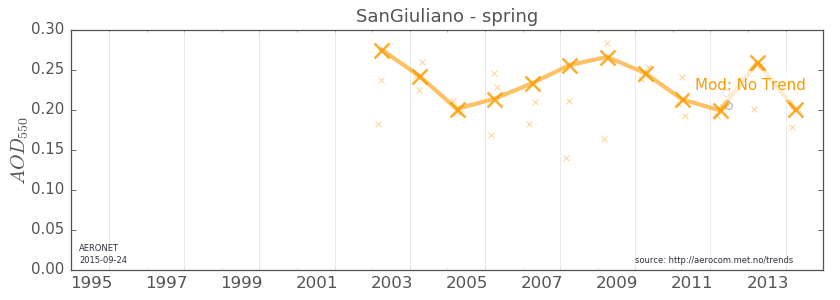 SanGiuliano - spring
0.30
0.25
Mod: No Trend
0.20
0.15
AOD550
0.10
0.05
AERONET
2015-09-24
source: http://aerocom.met.no/trends
0.00
1995 1997 1999 2001 2003 2005 2007 2009 2011 2013